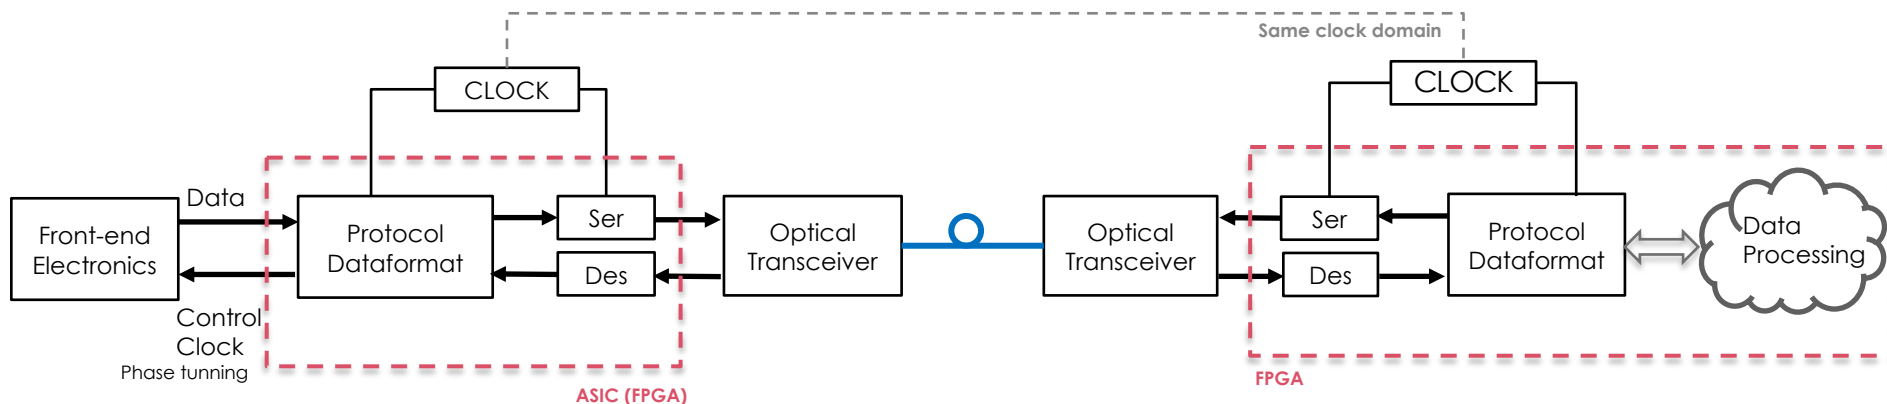 Same clock domain
CLOCK
CLOCK
Data
Front-end
Electronics
Protocol
Dataformat
Ser
Des
Optical
Transceiver
Optical
Transceiver
Ser
Des
Protocol
Dataformat
Data
Processing
Control
Clock
Phase tunning
ASIC (FPGA)
FPGA